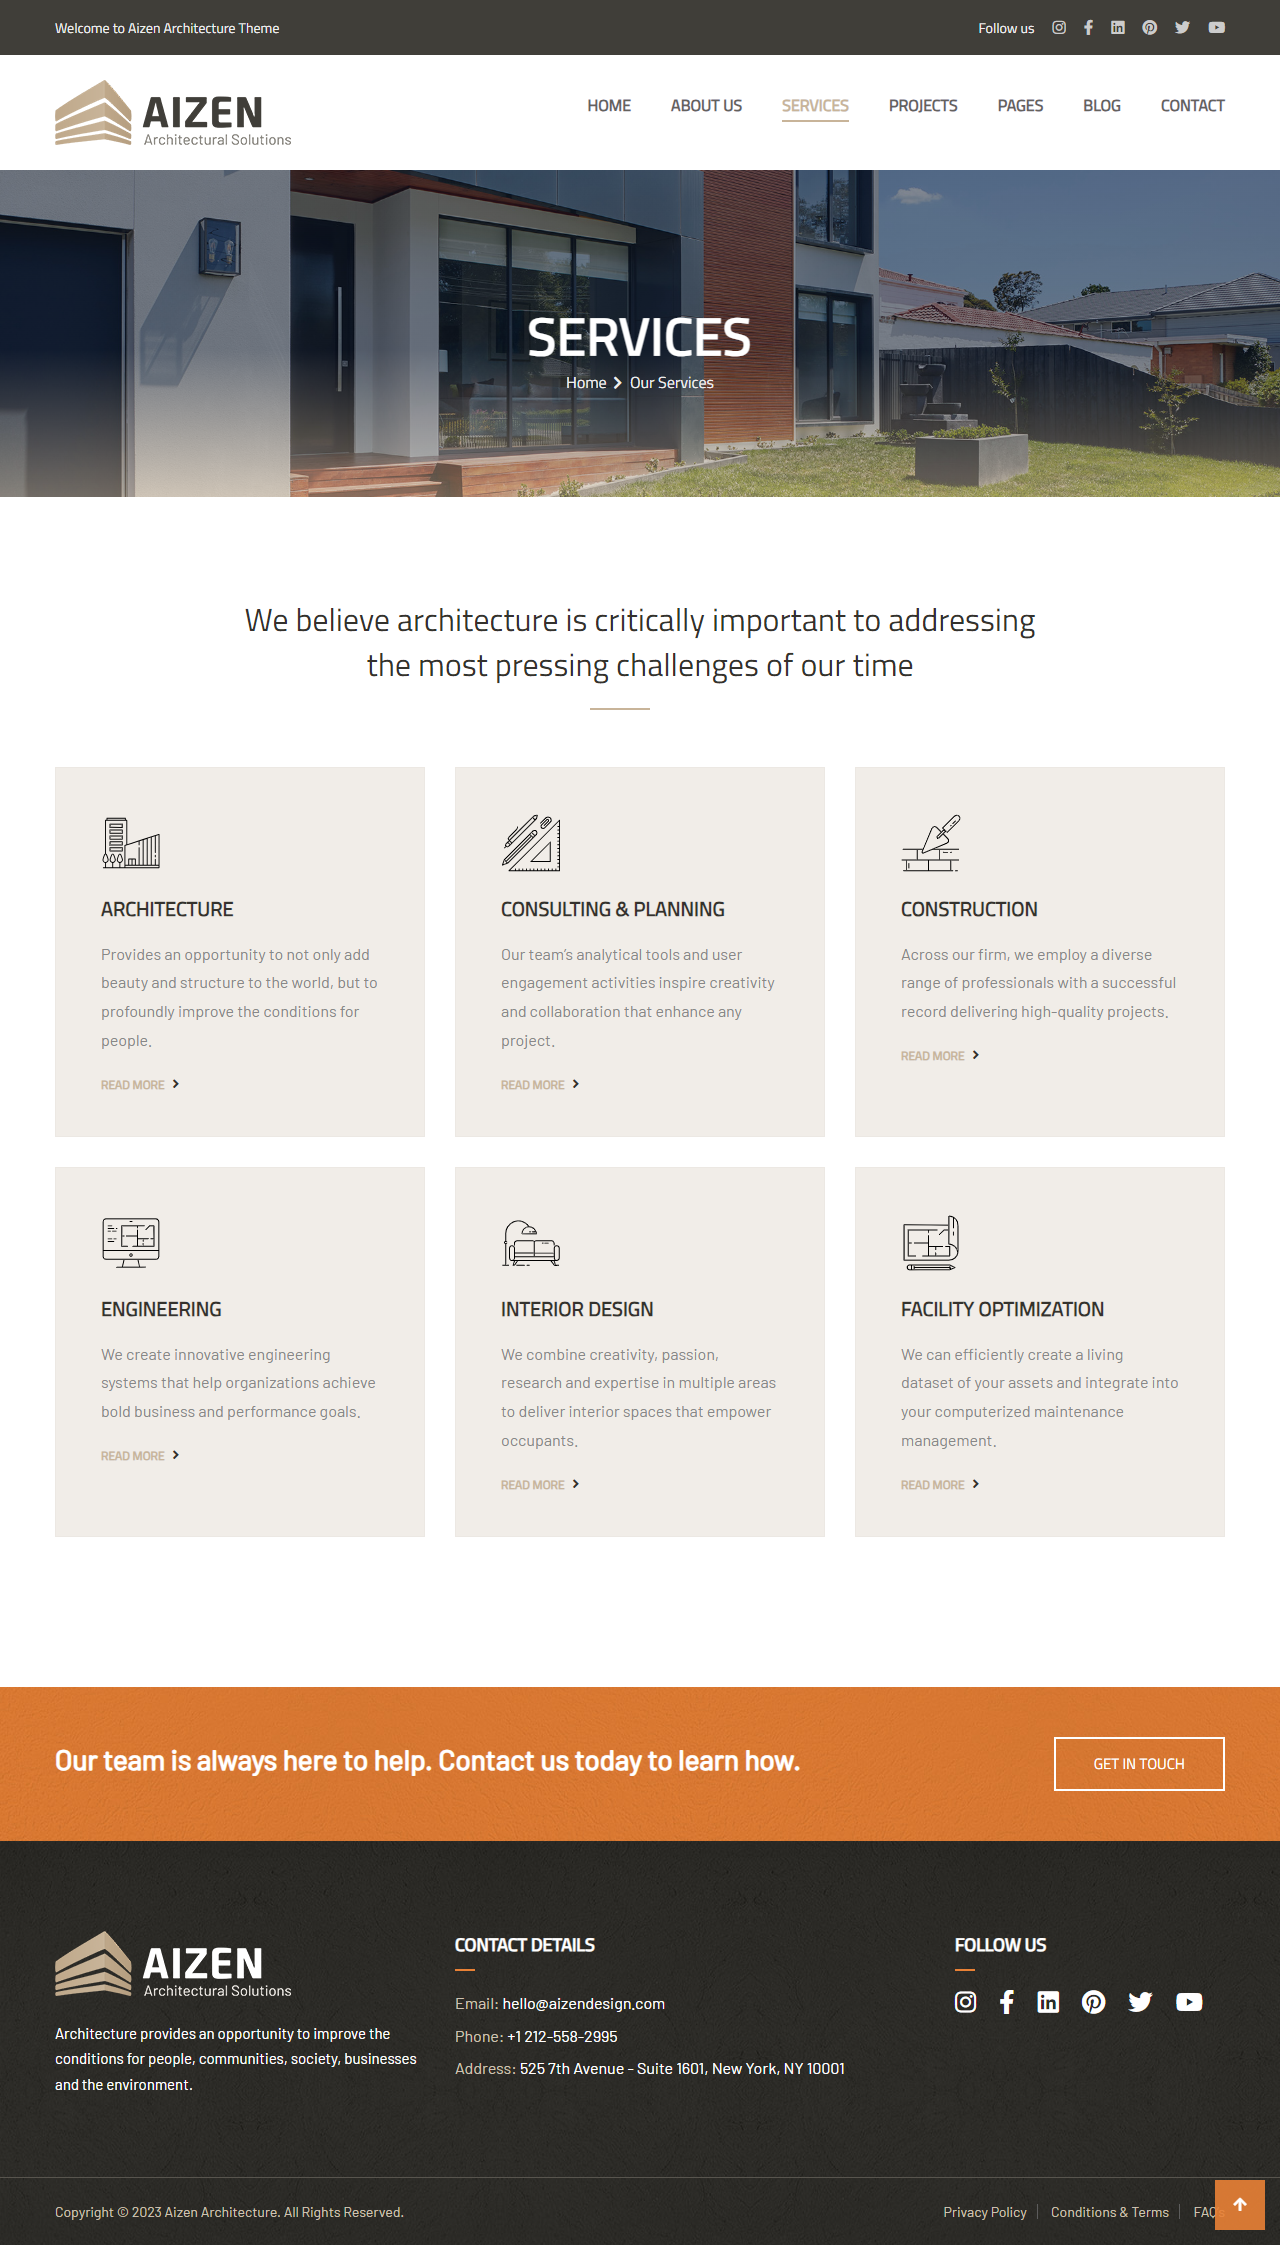 Welcome to Aizen Architecture Theme
Follow us
AIZEN
Architectural Solutions
HOME
ABOUT US
SERVICES
PROJECTS
PAGES
BLOG
CONTACT
SERVICES
Home
Our Services
We believe architecture is critically important to addressing
the most pressing challenges of our time
ARCHITECTURE
Provides an opportunity to not only add
beauty and structure to the world, but to
profoundly improve the conditions for
people.
READ MORE
CONSULTING & PLANNING
Our team's analytical tools and user
engagement activities inspire creativity
and collaboration that enhance any
project.
READ MORE
CONSTRUCTION
Across our firm, we employ a diverse
range of professionals with a successful
record delivering high-quality projects.
READ MORE
ENGINEERING
We create innovative engineering
systems that help organizations achieve
bold business and performance goals.
READ MORE
INTERIOR DESIGN
We combine creativity, passion,
research and expertise in multiple areas
to deliver interior spaces that empower
occupants.
READ MORE
FACILITY OPTIMIZATION
We can efficiently create a living
dataset of your assets and integrate into
your computerized maintenance
management.
READ MORE
Our team is always here to help. Contact us today to learn how.
GET IN TOUCH
AIZEN
Architectural Solutions
Architecture provides an opportunity to improve the
conditions for people, communities, society, businesses
and the environment.
CONTACT DETAILS
Email: hello@aizendesign.com
Phone: +1 212-558-2995
Address: 525 7th Avenue - Suite 1601, New York, NY 10001
FOLLOW US
Copyright © 2023 Aizen Architecture. All Rights Reserved.
Privacy Policy
Conditions & Terms